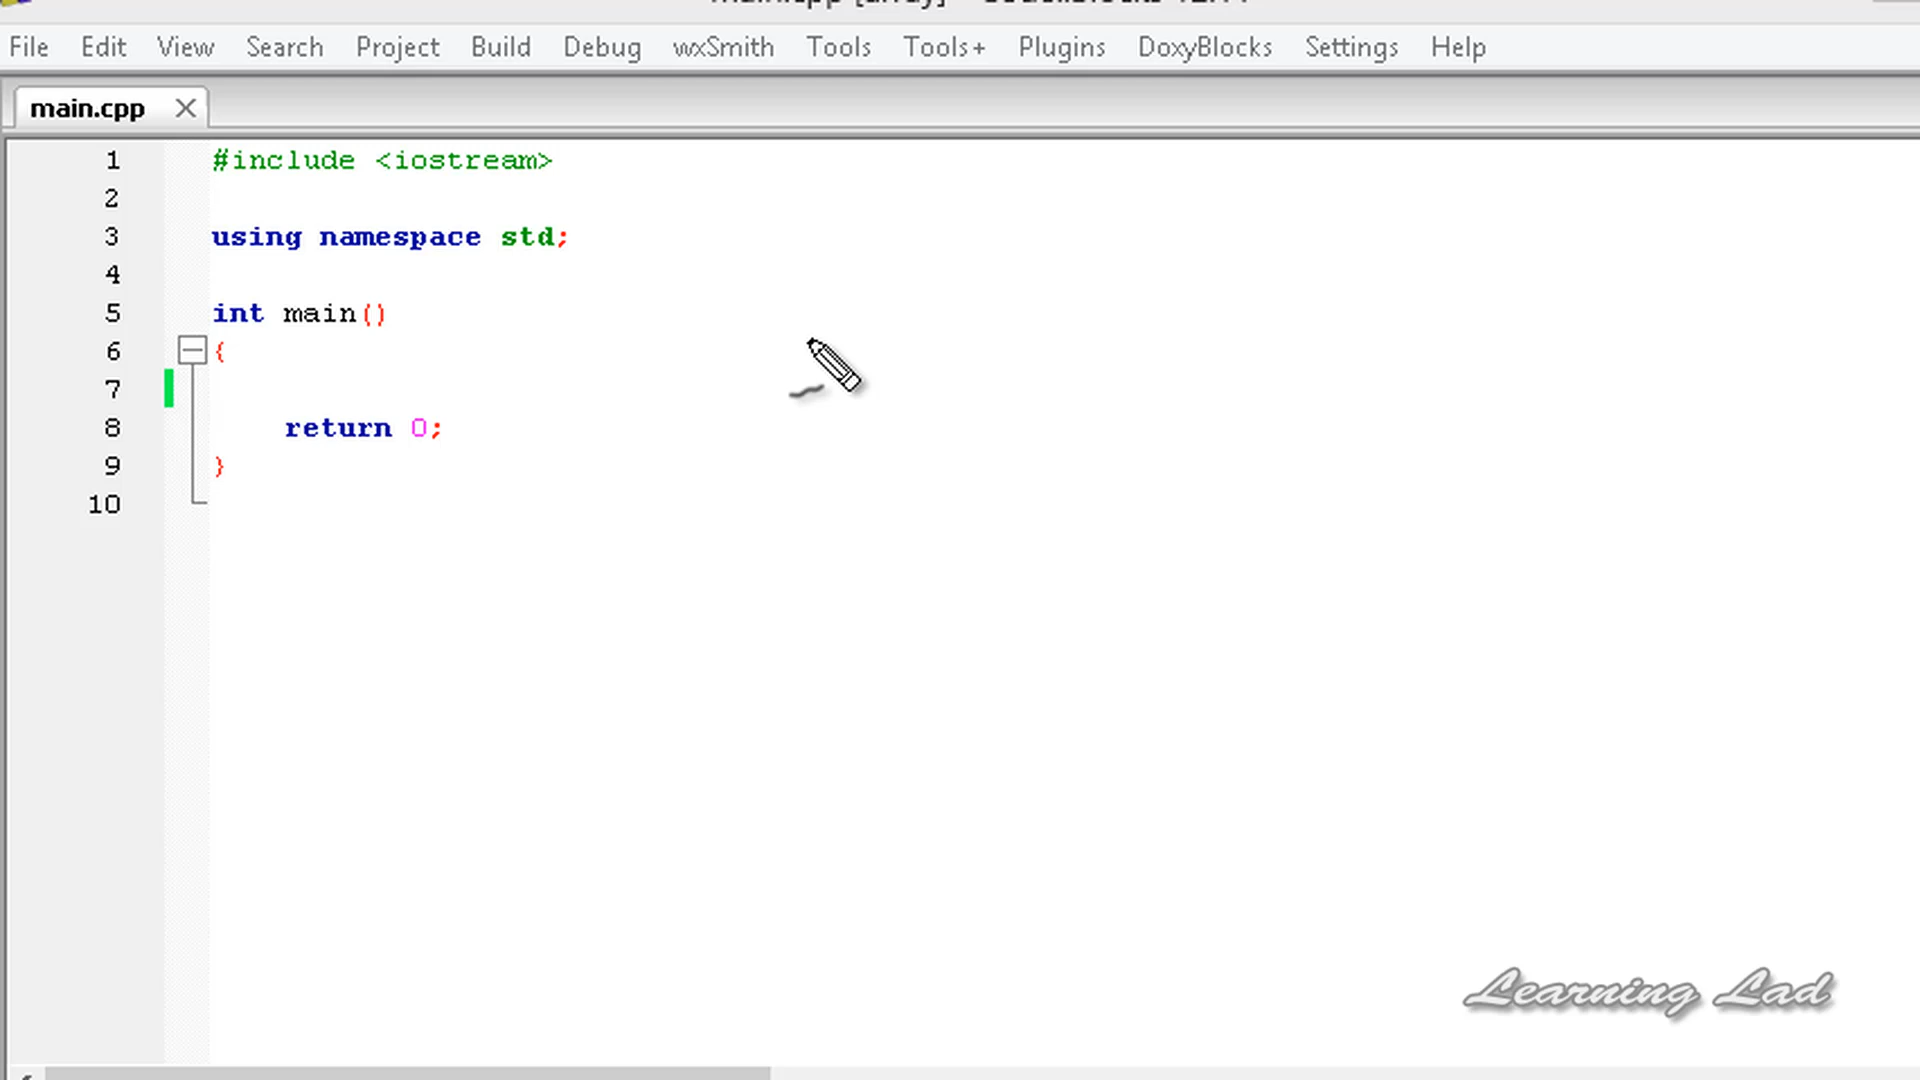 File Edit View Search Project Build Debug wxSmith Tools Tools+ Plugins DoxyBlocks Settings Help
main.cpp
1 #include <iostream>
2
3 using namespace std;
4
5 int main()
6 {
7
8 return 0;
9 }
10
Learning Lad